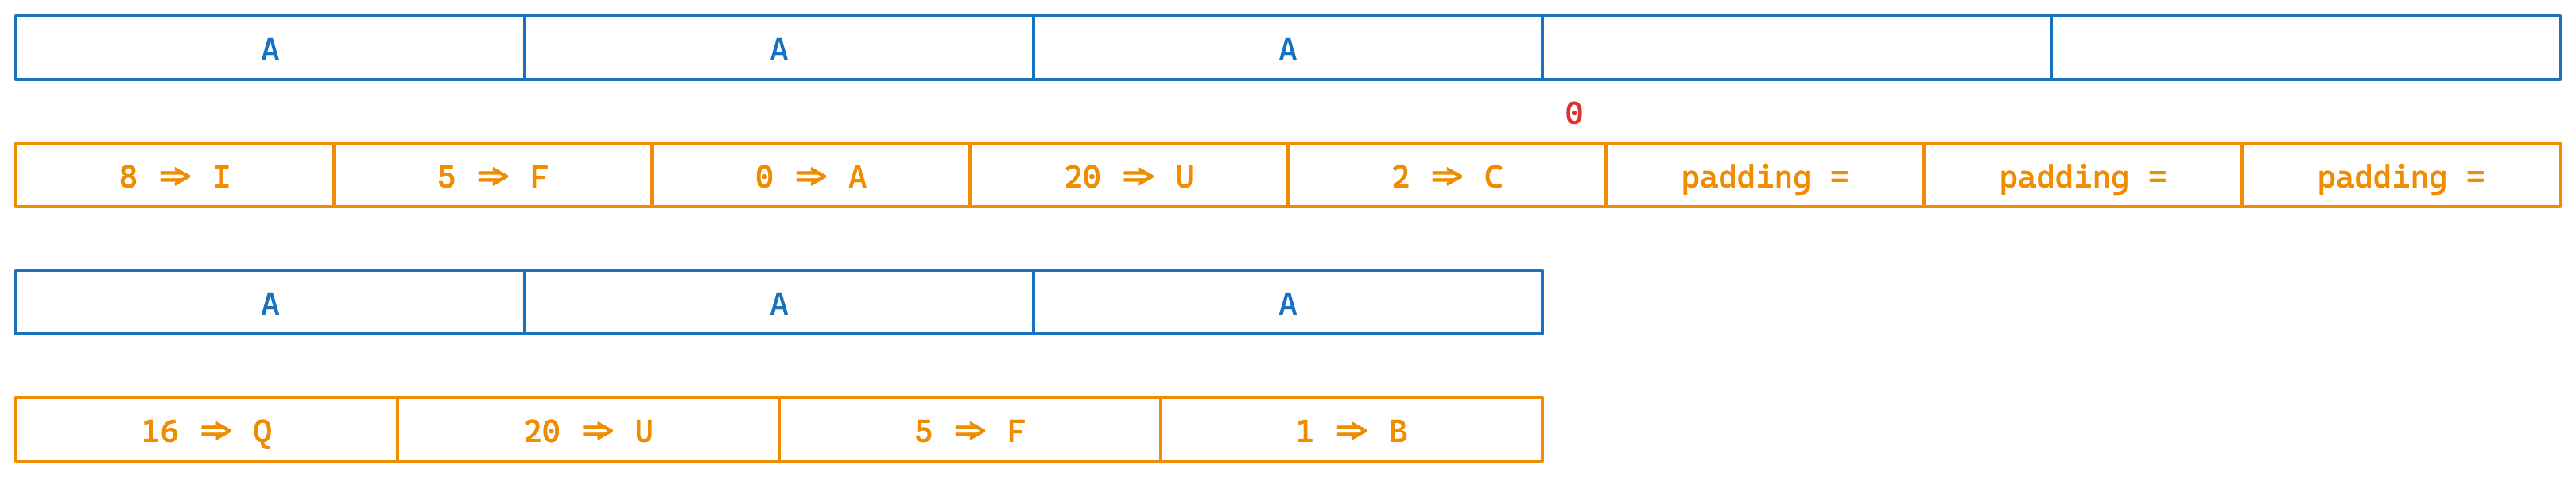 A A A
0
8 => I 5 => F 0 => A 20 => U 2 => C padding = padding = padding =
A A A
16 => Q 20 => U 5 => F 1 => B